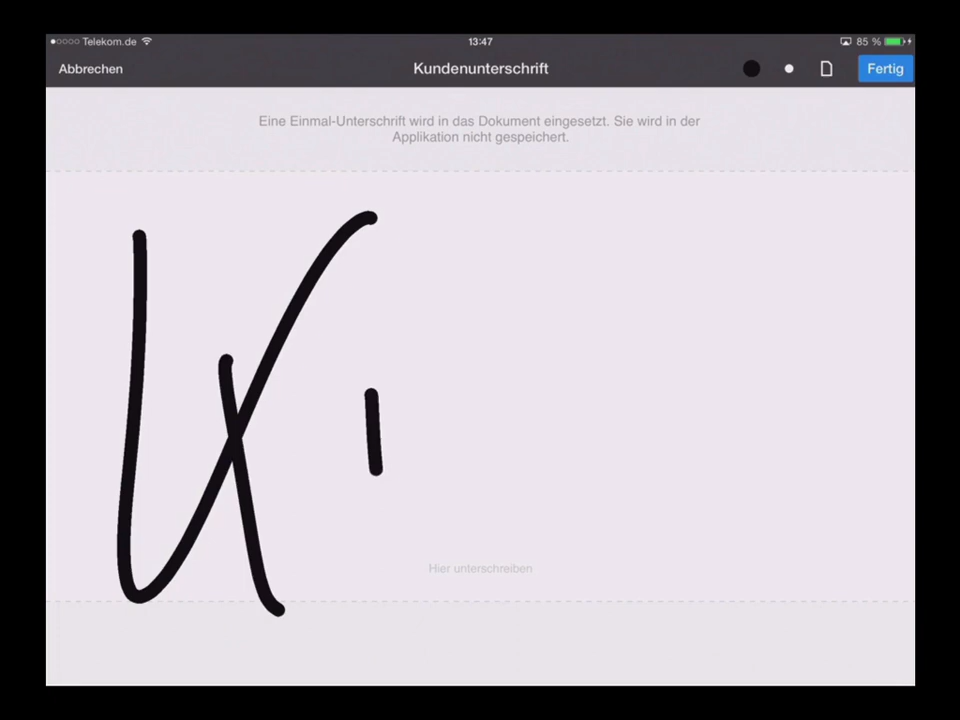 Telekom.de 13:47 85 %
Abbrechen Kundenunterschrift Fertig
Eine Einmal-Unterschrift wird in das Dokument eingesetzt. Sie wird in der
Applikation nicht gespeichert.
Hier unterschreiben